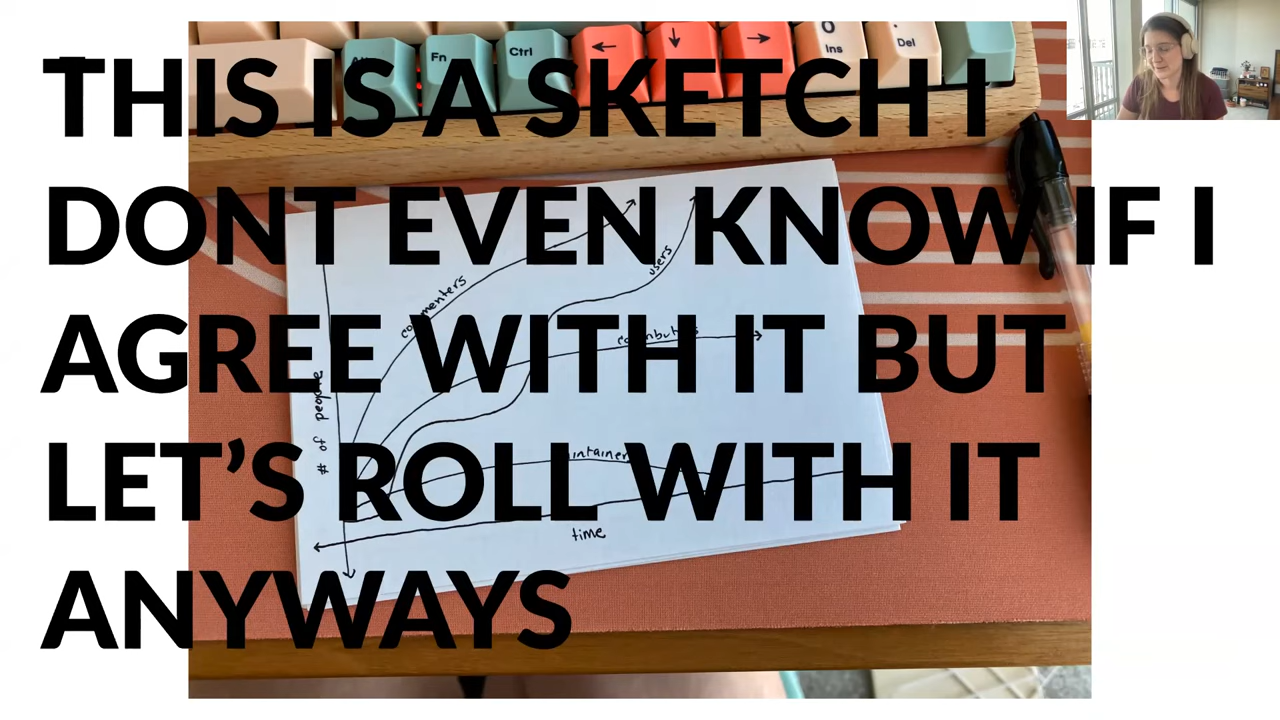 THIS IS A SKETCH I
DONT EVEN KNOW IF I
AGREE WITH IT BUT
LET'S ROLL WITH IT
ANYWAYS
Fn
Ctrl
←
↓
→
Ins
Del
users
# of people
time